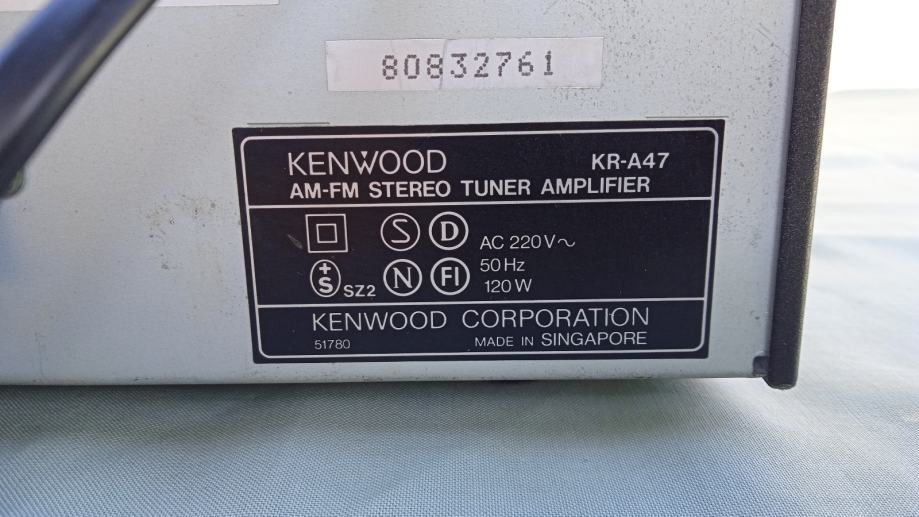 80832761
KENWOOD KR-A47
AM-FM STEREO TUNER AMPLIFIER
S D AC 220V~
50Hz
+S SZ2 N FI 120W
KENWOOD CORPORATION
51780 MADE IN SINGAPORE